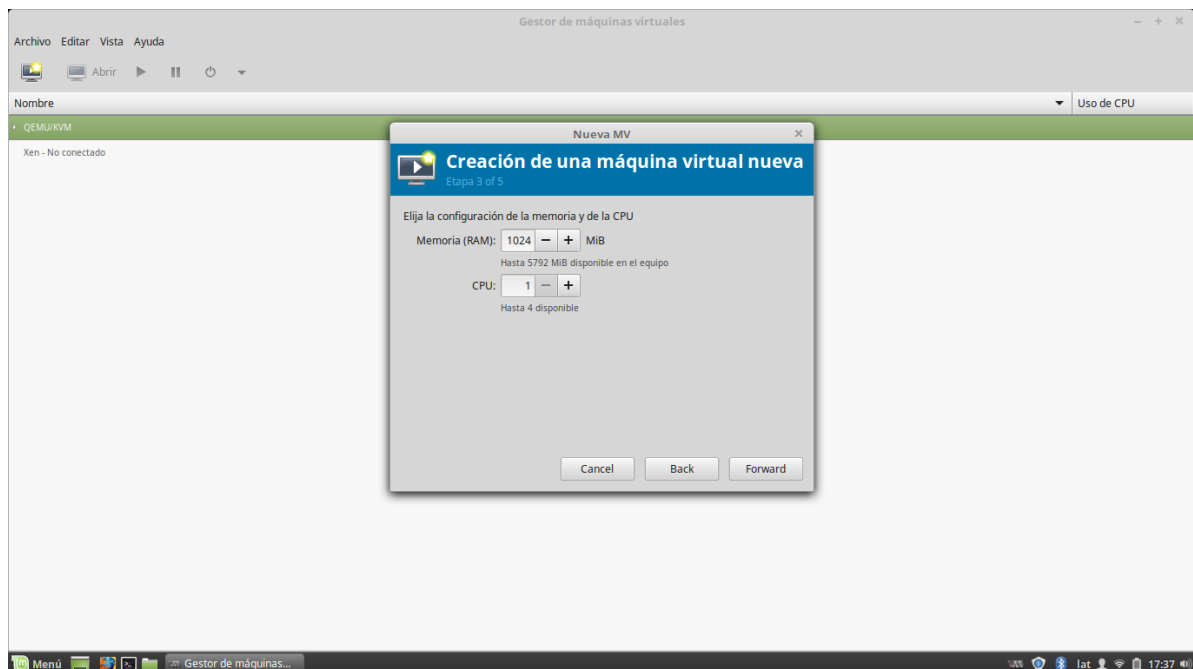 Gestor de máquinas virtuales
Archivo Editar Vista Ayuda
Abrir
Nombre Uso de CPU
QEMU/KVM
Xen - No conectado
Nueva MV
Creación de una máquina virtual nueva
Etapa 3 of 5
Elija la configuración de la memoria y de la CPU
Memoria (RAM): 1024 MiB
Hasta 5792 MiB disponible en el equipo
CPU: 1
Hasta 4 disponible
Cancel Back Forward
Menú Gestor de máquinas... lat 17:37